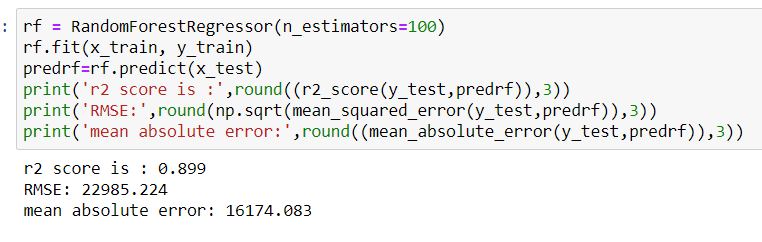 : rf = RandomForestRegressor(n_estimators=100)
rf.fit(x_train, y_train)
predrf=rf.predict(x_test)
print('r2 score is :',round((r2_score(y_test,predrf)),3))
print('RMSE:',round(np.sqrt(mean_squared_error(y_test,predrf)),3))
print('mean absolute error:',round((mean_absolute_error(y_test,predrf)),3))
r2 score is : 0.899
RMSE: 22985.224
mean absolute error: 16174.083